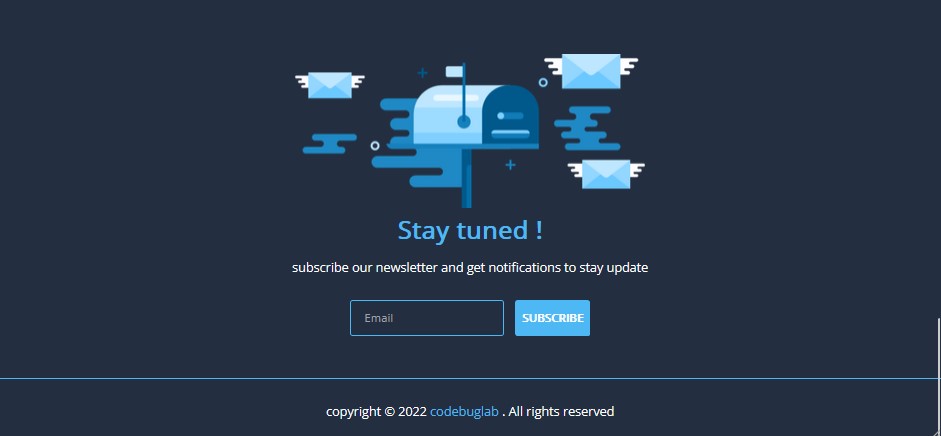 Stay tuned !
subscribe our newsletter and get notifications to stay update
Email SUBSCRIBE
copyright © 2022 codebuglab . All rights reserved